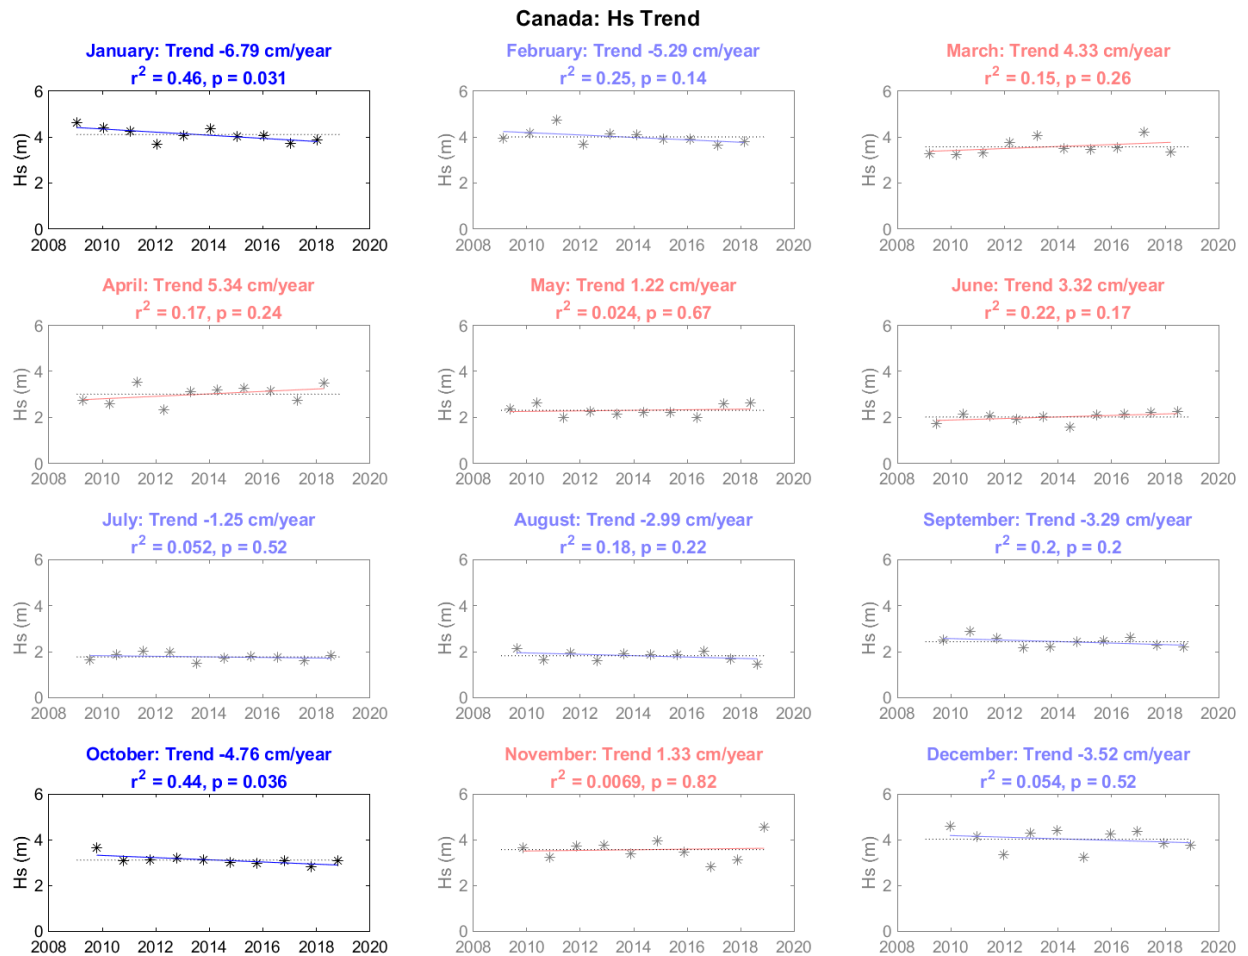 Canada: Hs Trend
January: Trend -6.79 cm/year
r² = 0.46, p = 0.031
February: Trend -5.29 cm/year
r² = 0.25, p = 0.14
March: Trend 4.33 cm/year
r² = 0.15, p = 0.26
6
4
2
0
Hs (m)
2008 2010 2012 2014 2016 2018 2020
6
4
2
0
Hs (m)
2008 2010 2012 2014 2016 2018 2020
6
4
2
0
Hs (m)
2008 2010 2012 2014 2016 2018 2020
April: Trend 5.34 cm/year
r² = 0.17, p = 0.24
May: Trend 1.22 cm/year
r² = 0.024, p = 0.67
June: Trend 3.32 cm/year
r² = 0.22, p = 0.17
6
4
2
0
Hs (m)
2008 2010 2012 2014 2016 2018 2020
6
4
2
0
Hs (m)
2008 2010 2012 2014 2016 2018 2020
6
4
2
0
Hs (m)
2008 2010 2012 2014 2016 2018 2020
July: Trend -1.25 cm/year
r² = 0.052, p = 0.52
August: Trend -2.99 cm/year
r² = 0.18, p = 0.22
September: Trend -3.29 cm/year
r² = 0.2, p = 0.2
6
4
2
0
Hs (m)
2008 2010 2012 2014 2016 2018 2020
6
4
2
0
Hs (m)
2008 2010 2012 2014 2016 2018 2020
6
4
2
0
Hs (m)
2008 2010 2012 2014 2016 2018 2020
October: Trend -4.76 cm/year
r² = 0.44, p = 0.036
November: Trend 1.33 cm/year
r² = 0.0069, p = 0.82
December: Trend -3.52 cm/year
r² = 0.054, p = 0.52
6
4
2
0
Hs (m)
2008 2010 2012 2014 2016 2018 2020
6
4
2
0
Hs (m)
2008 2010 2012 2014 2016 2018 2020
6
4
2
0
Hs (m)
2008 2010 2012 2014 2016 2018 2020